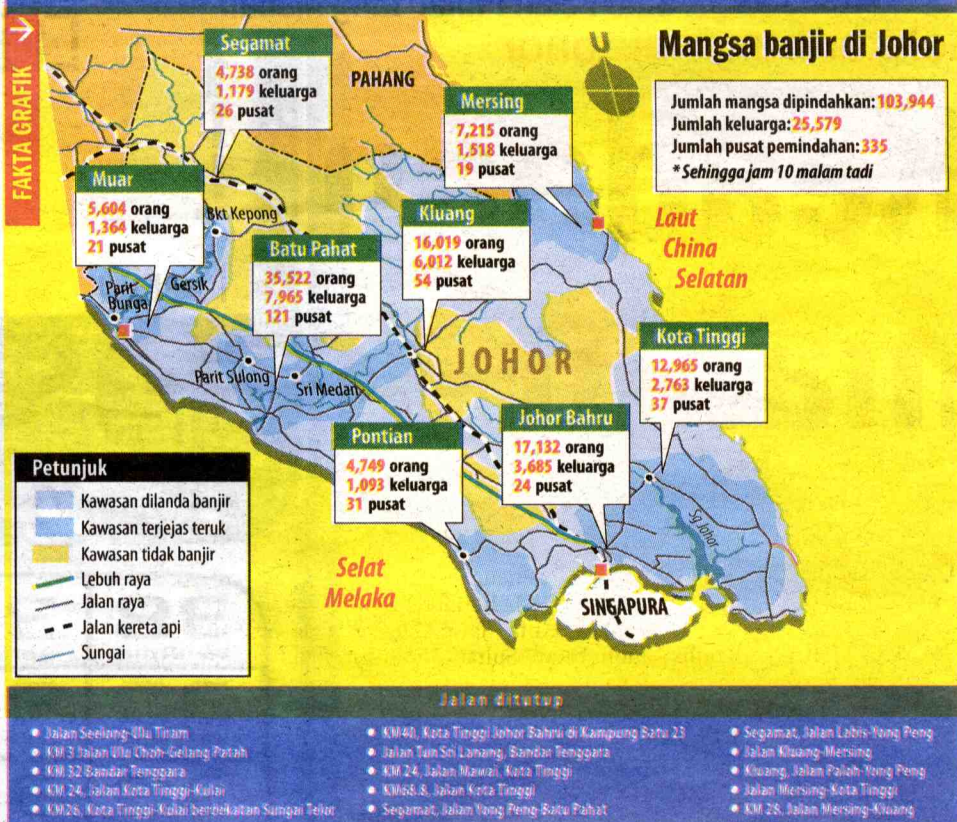 FAKTA GRAFIK
Mangsa banjir di Johor
Jumlah mangsa dipindahkan: 103,944
Jumlah keluarga: 25,579
Jumlah pusat pemindahan: 335
* Sehingga jam 10 malam tadi
U
PAHANG
Segamat
4,738 orang
1,179 keluarga
26 pusat
Mersing
7,215 orang
1,518 keluarga
19 pusat
Muar
5,604 orang
1,364 keluarga
21 pusat
Bkt Kepong
Kluang
16,019 orang
6,012 keluarga
54 pusat
Laut
China
Selatan
Batu Pahat
35,522 orang
7,965 keluarga
121 pusat
Gersik
Parit
Bunga
JOHOR
Kota Tinggi
12,965 orang
2,763 keluarga
37 pusat
Parit Sulong
Sri Medan
Johor Bahru
17,132 orang
3,685 keluarga
24 pusat
Pontian
4,749 orang
1,093 keluarga
31 pusat
Sg Johor
Selat
Melaka
SINGAPURA
Petunjuk
Kawasan dilanda banjir
Kawasan terjejas teruk
Kawasan tidak banjir
Lebuh raya
Jalan raya
Jalan kereta api
Sungai
Jalan ditutup
• Jalan Seelong-Ulu Tiram
• KM 3 Jalan Ulu Choh-Gelang Patah
• KM 32 Bandar Tenggara
• KM 24, Jalan Kota Tinggi-Kulai
• KM26, Kota Tinggi-Kulai berdekatan Sungai Telor
• KM40, Kota Tinggi Johor Bahru di Kampung Batu 23
• Jalan Tun Sri Lanang, Bandar Tenggara
• KM 24, Jalan Mawai, Kota Tinggi
• KM68.8, Jalan Kota Tinggi
• Segamat, Jalan Yong Peng-Batu Pahat
• Segamat, Jalan Labis-Yong Peng
• Jalan Kluang-Mersing
• Kluang, Jalan Paloh-Yong Peng
• Jalan Mersing-Kota Tinggi
• KM 28, Jalan Mersing-Kluang